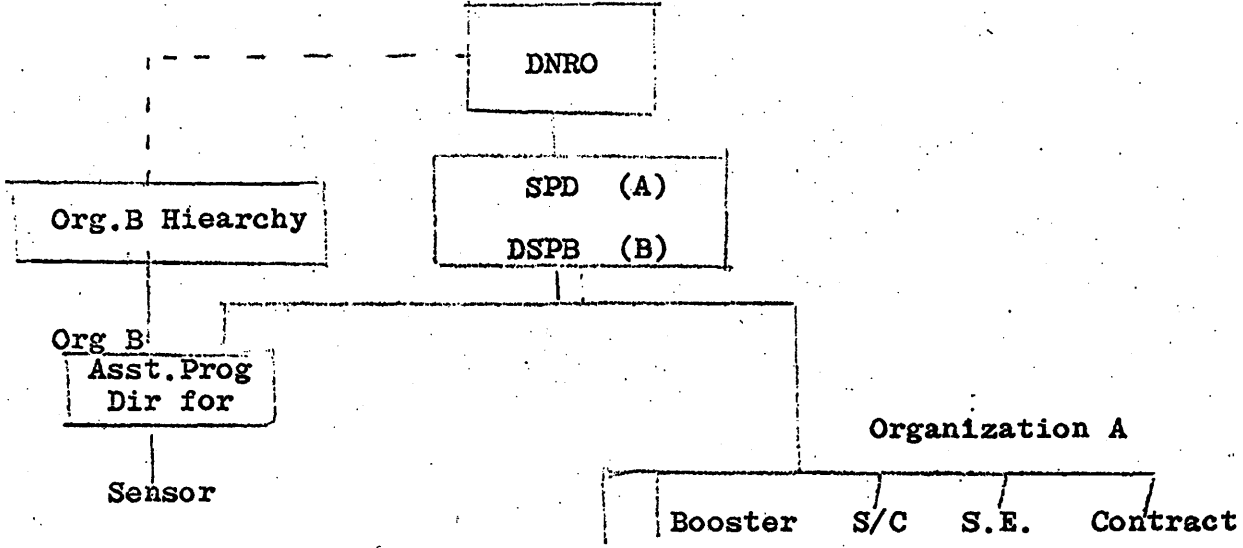 DNRO
SPD (A)
DSPB (B)
Org.B Hiearchy
Org B
Asst.Prog
Dir for
Sensor
Organization A
Booster S/C S.E. Contract